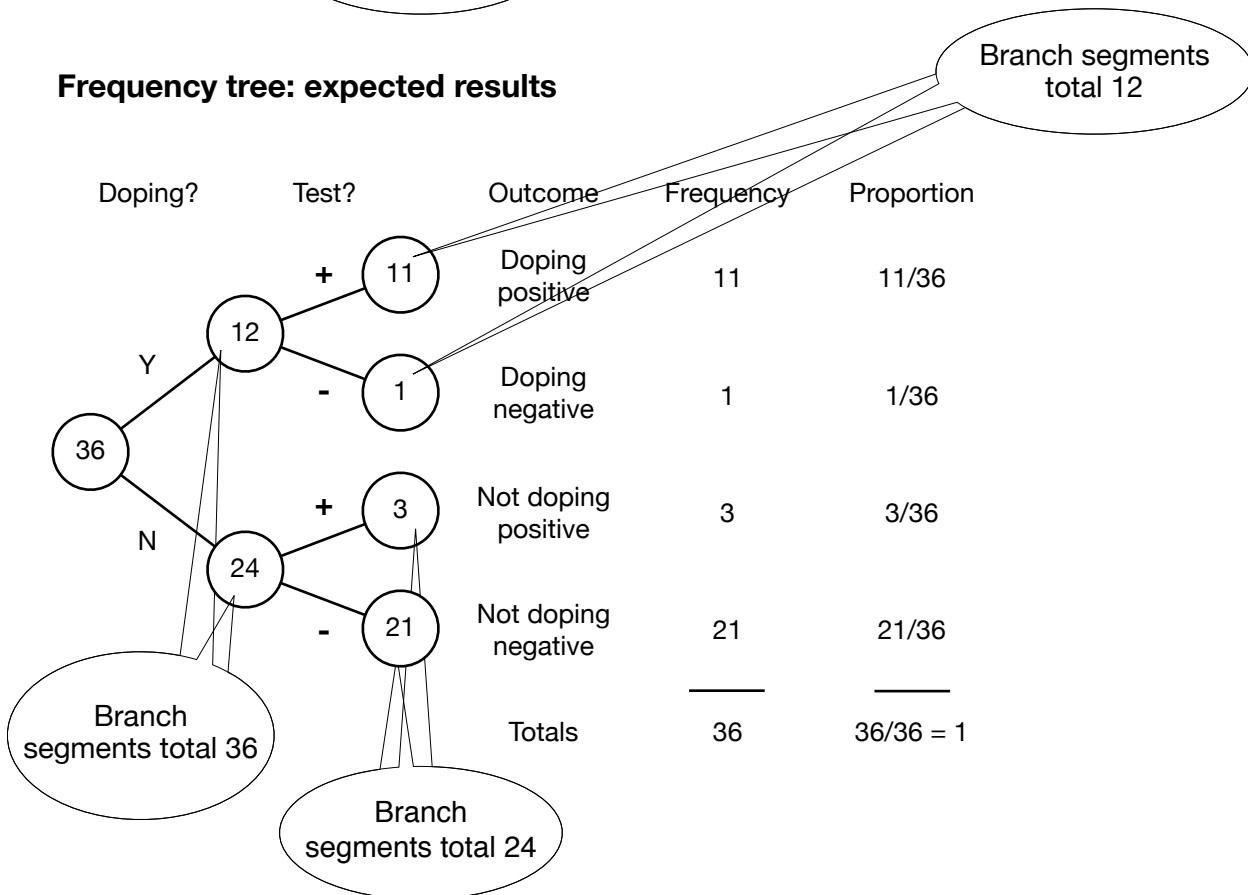 Branch segments
total 12
Frequency tree: expected results
Doping? Test? Outcome Frequency Proportion
+ 11 Doping
positive 11 11/36
12
Y
- 1 Doping
negative 1 1/36
36
+ 3 Not doping
positive 3 3/36
N
24
- 21 Not doping
negative 21 21/36
Totals 36 36/36 = 1
Branch
segments total 36
Branch
segments total 24